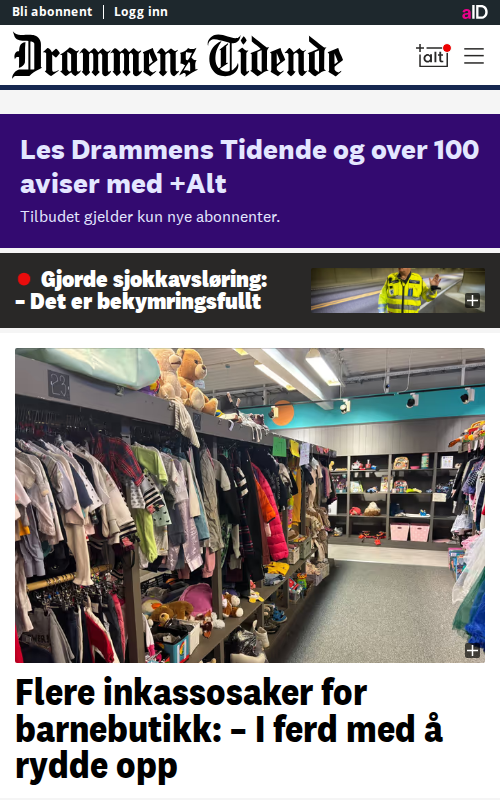 Bli abonnent
Logg inn
aID
Drammens Tidende
+alt
Les Drammens Tidende og over 100
aviser med +Alt
Tilbudet gjelder kun nye abonnenter.
Gjorde sjokkavsløring:
– Det er bekymringsfullt
Flere inkassosaker for
barnebutikk: – I ferd med å
rydde opp